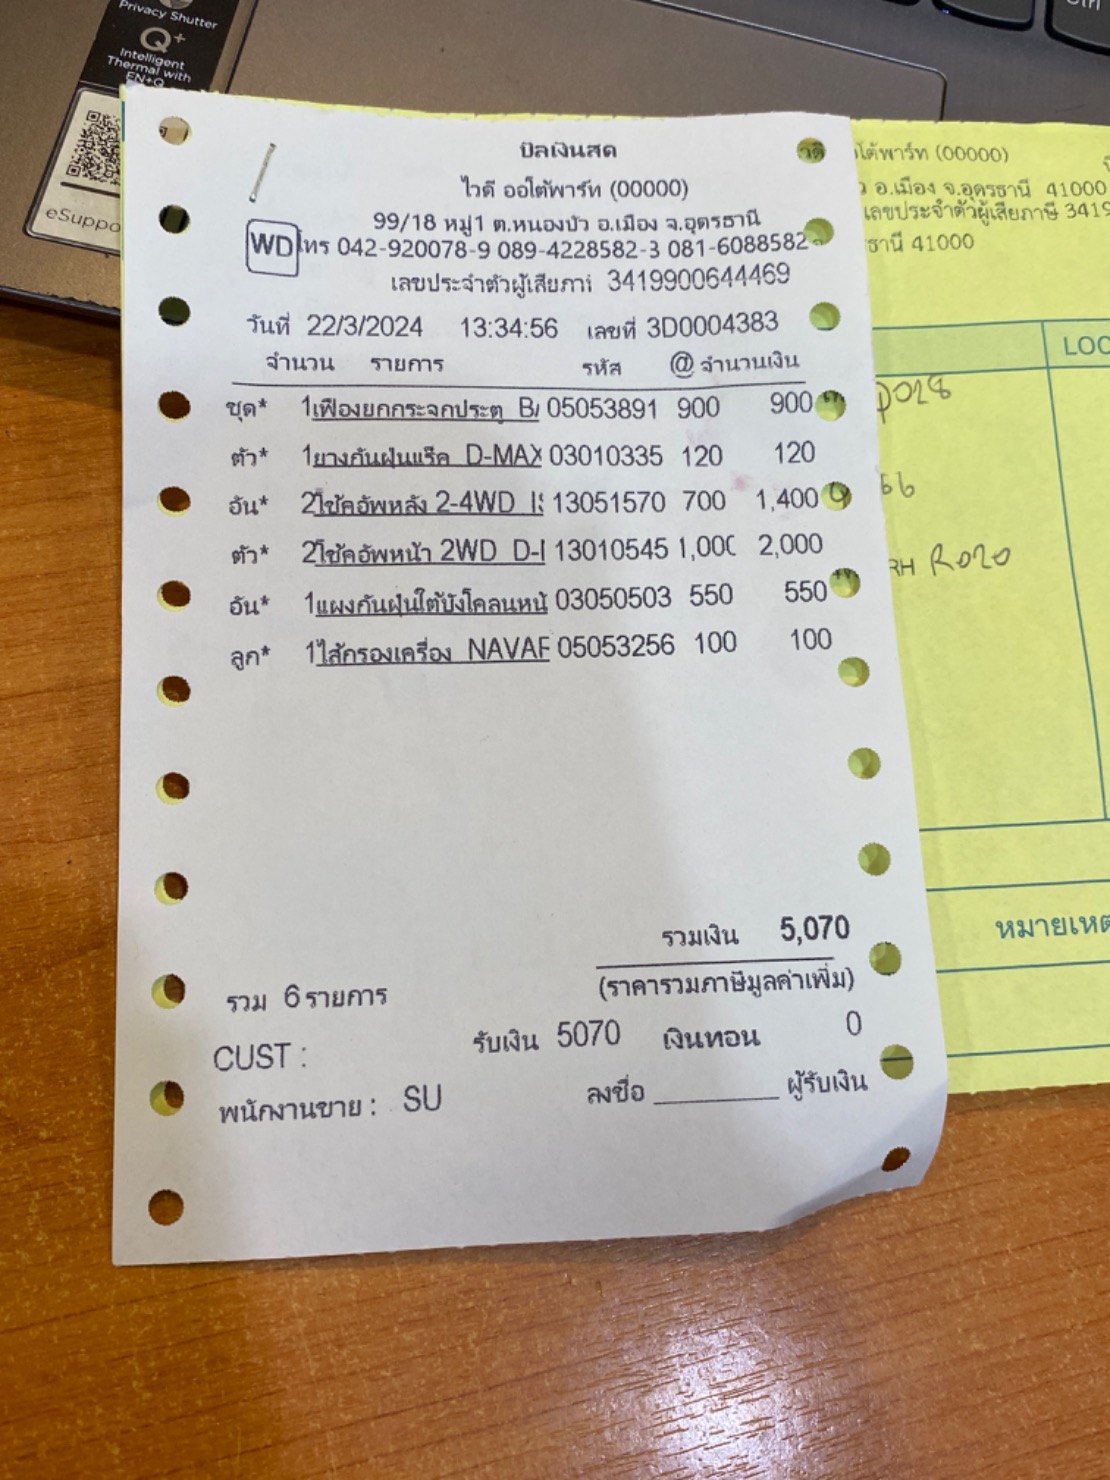 Privacy Shutter
Q+
Intelligent
Thermal with
eSuppo
Ctrl
บิลเงินสด
ไวดี ออโต้พาร์ท (00000)
99/18 หมู่1 ต.หนองบัว อ.เมือง จ.อุดรธานี
WD โทร 042-920078-9 089-4228582-3 081-6088582
เลขประจำตัวผู้เสียภาษี 3419900644469
วันที่ 22/3/2024 13:34:56 เลขที่ 3D0004383
จำนวน รายการ รหัส @ จำนวนเงิน
ชุด* 1เฟืองยกกระจกประตู 05053891 900 900
ตัว* 1ยางกันฝุ่นแร็ค D-MAX 03010335 120 120
อัน* 2โช้คอัพหลัง 2-4WD 13051570 700 1,400
ตัว* 2โช้คอัพหน้า 2WD 13010545 1,000 2,000
อัน* 1แผงกันฝุ่นใต้บังโคลนหน้ 03050503 550 550
ลูก* 1ไส้กรองเครื่อง NAVAF 05053256 100 100
รวมเงิน 5,070
(ราคารวมภาษีมูลค่าเพิ่ม)
รวม 6รายการ
รับเงิน 5070 เงินทอน 0
CUST :
พนักงานขาย : SU
ลงชื่อ ผู้รับเงิน
โต้พาร์ท (00000)
อ.เมือง จ.อุดรธานี 41000
เลขประจำตัวผู้เสียภาษี 3419
ธานี 41000
LOC
RH R020
หมายเหต